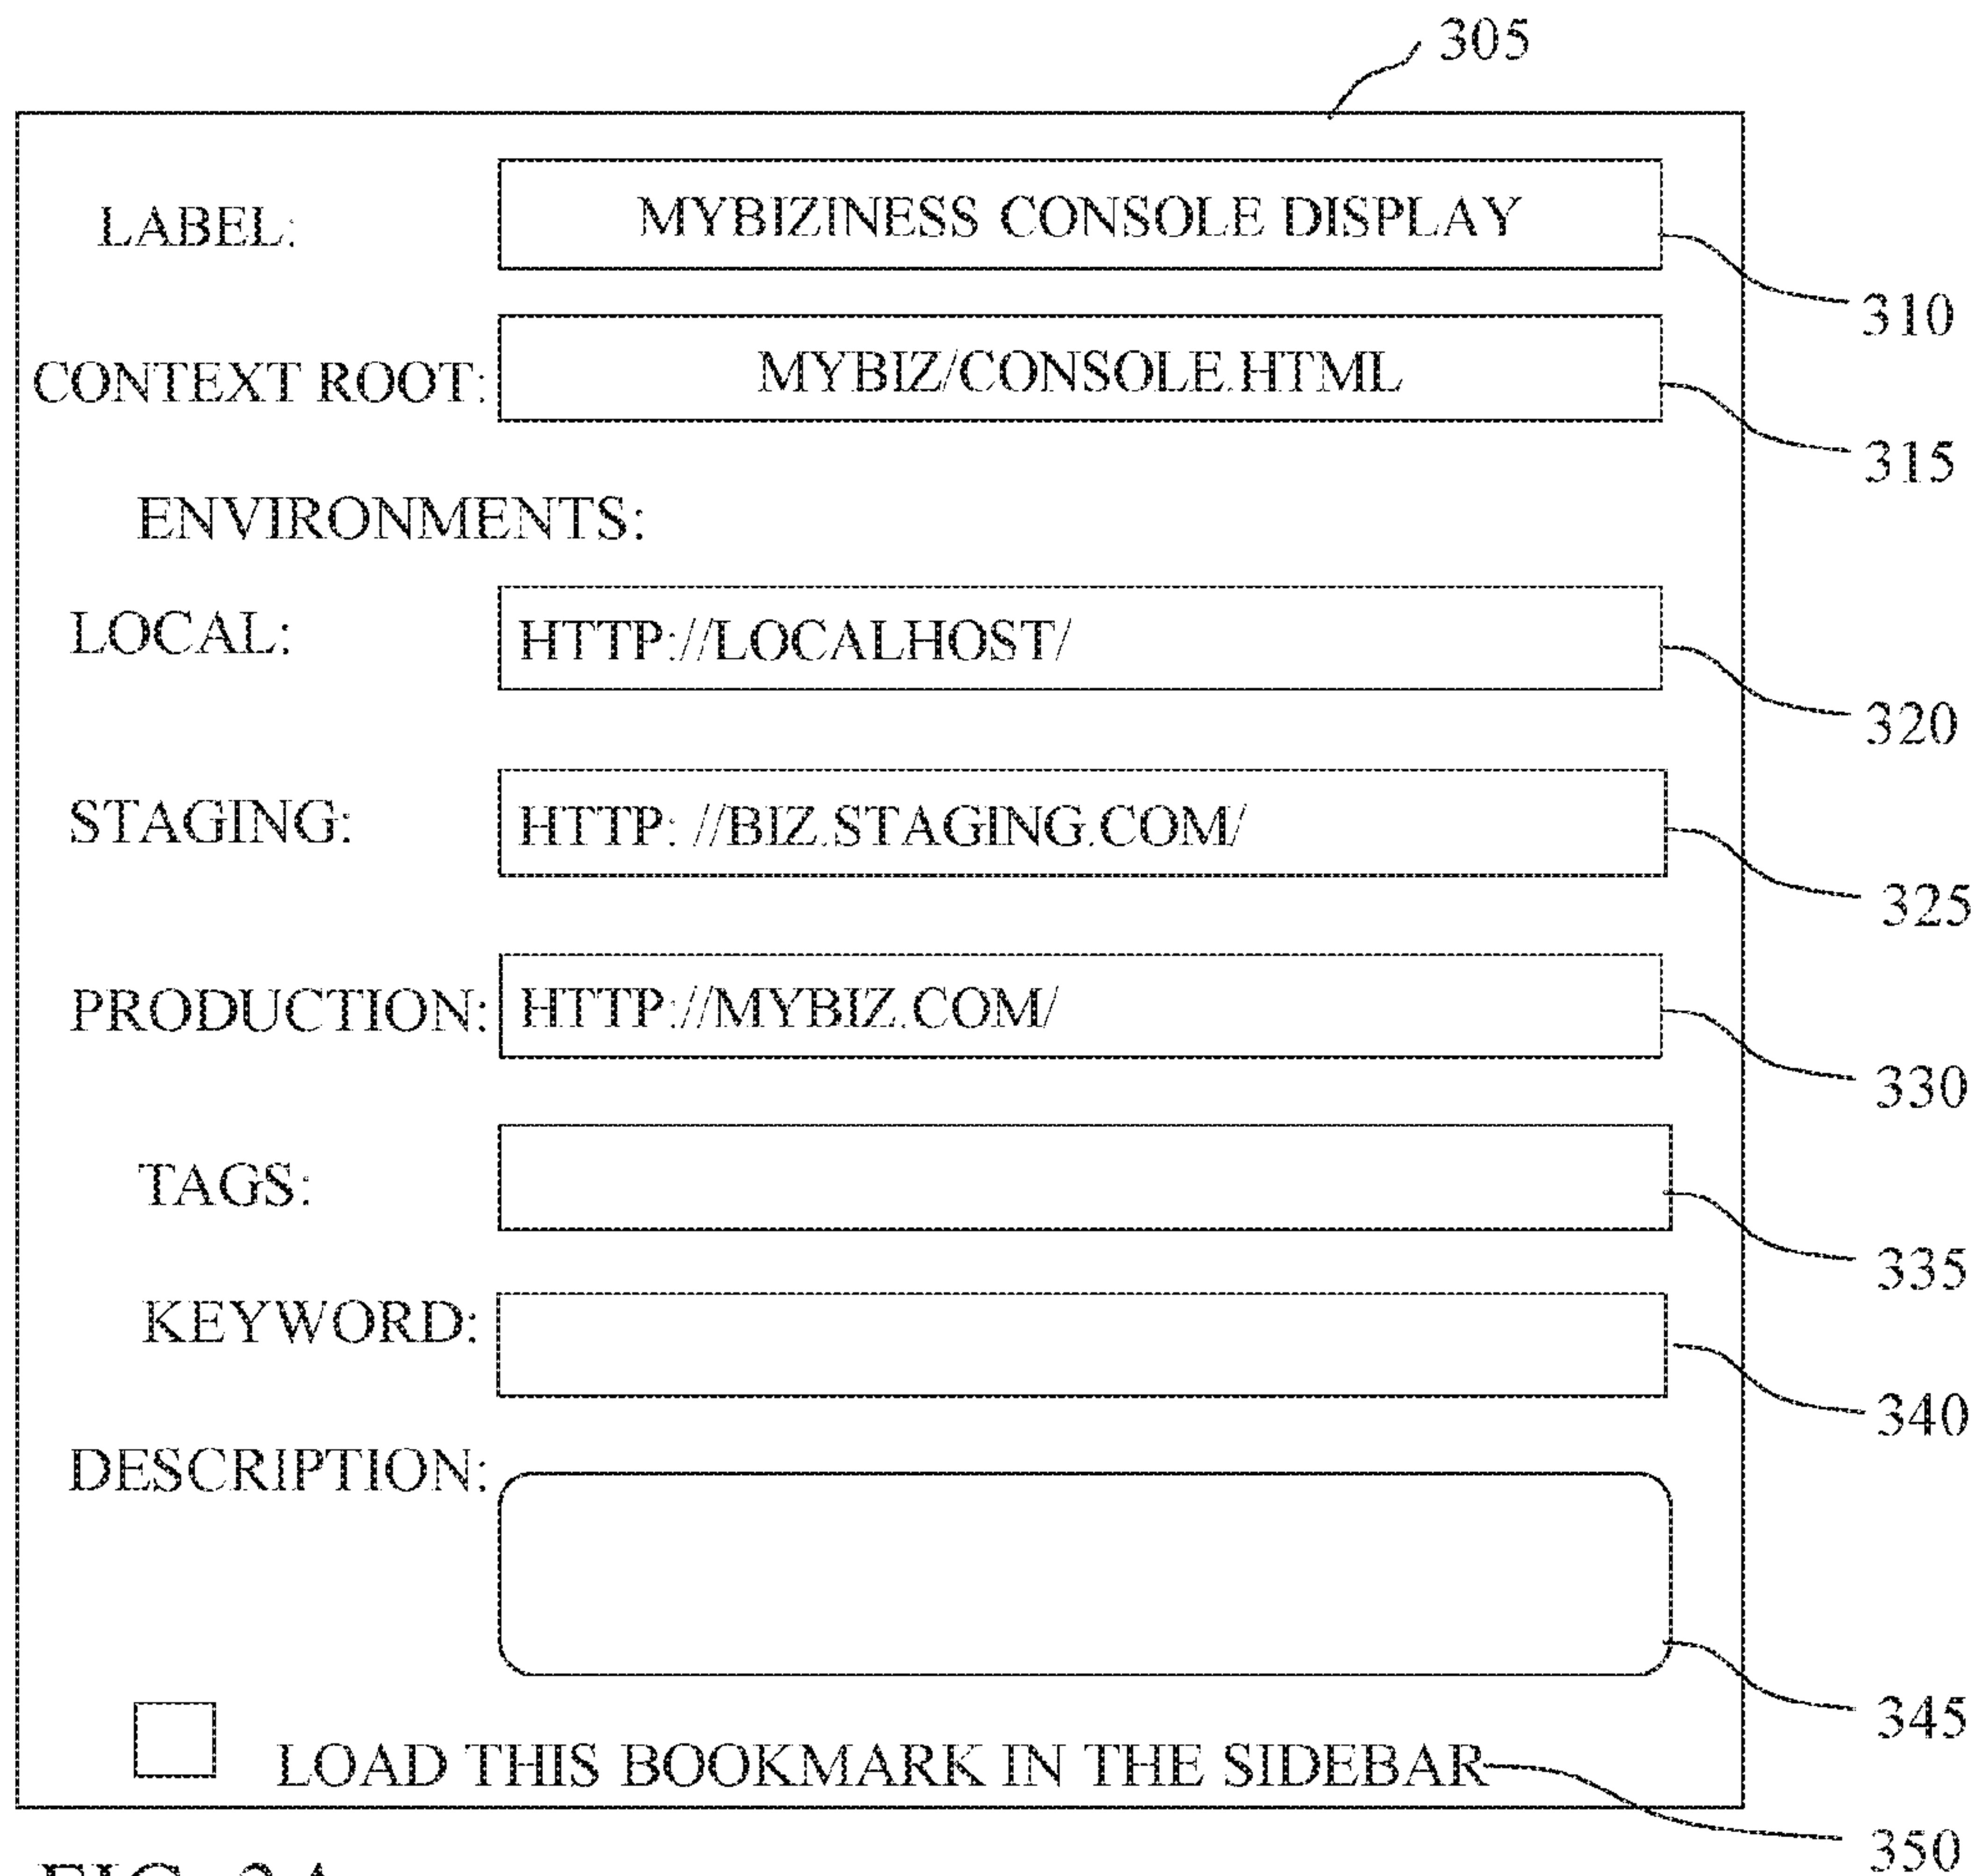 305
LABEL: MYBIZINESS CONSOLE DISPLAY
310
CONTEXT ROOT: MYBIZ/CONSOLE.HTML
315
ENVIRONMENTS:
LOCAL: HTTP://LOCALHOST/
320
STAGING: HTTP: //BIZ.STAGING.COM/
325
PRODUCTION: HTTP://MYBIZ.COM/
330
TAGS:
335
KEYWORD:
340
DESCRIPTION:
345
LOAD THIS BOOKMARK IN THE SIDEBAR
350